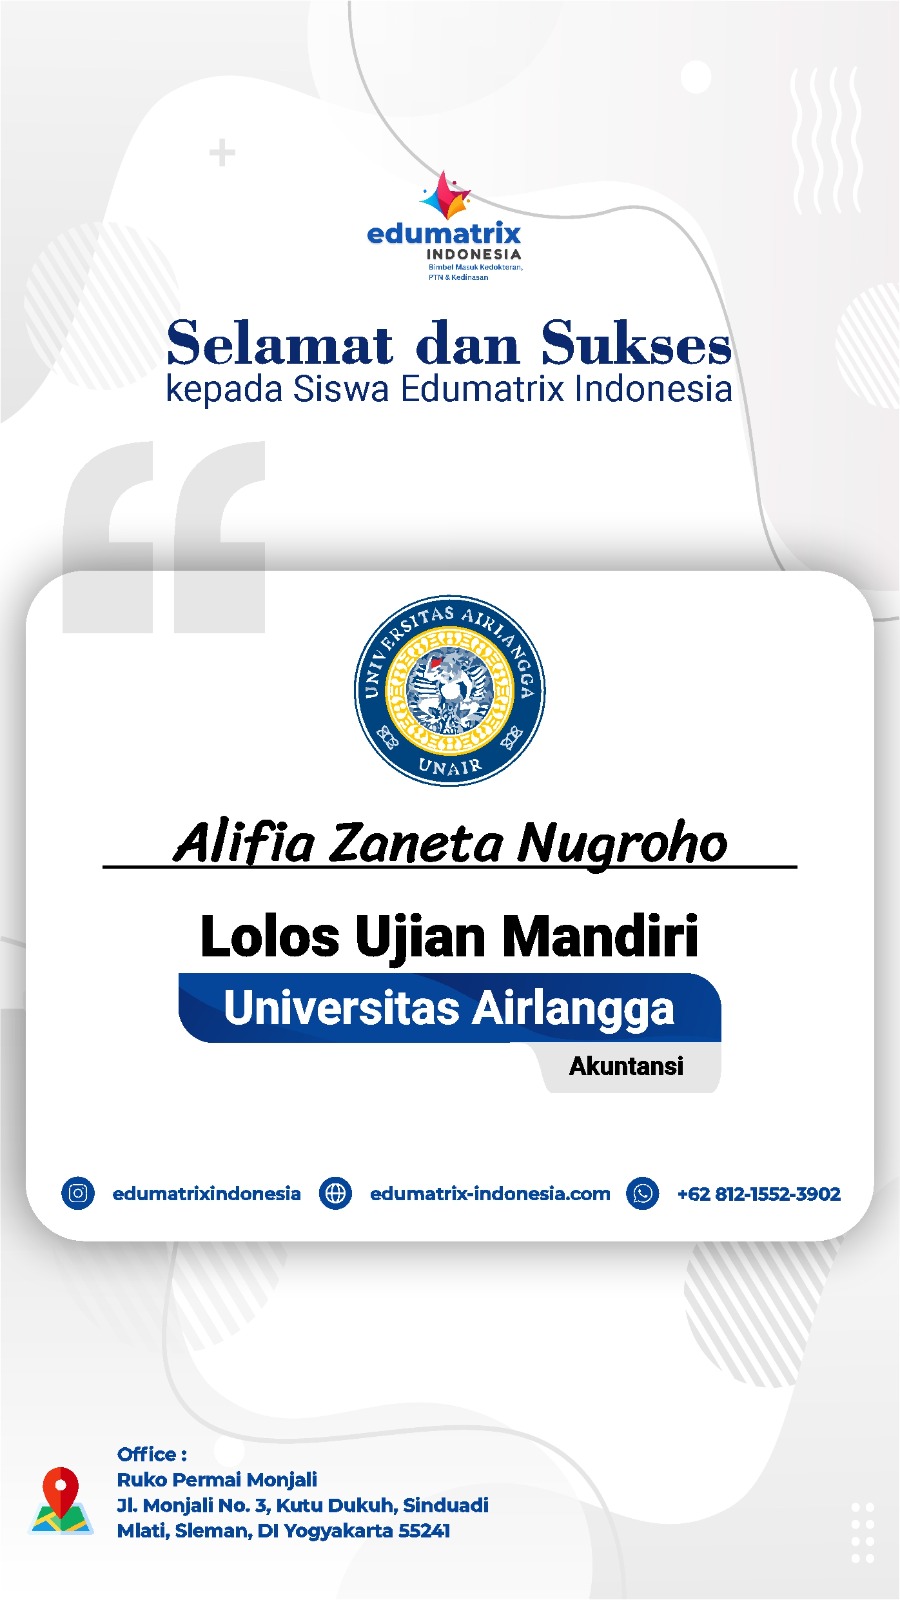 edumatrix
INDONESIA
Bimbel Masuk Kedokteran,
PTN & Kedinasan
Selamat dan Sukses
kepada Siswa Edumatrix Indonesia
UNIVERSITAS AIRLANGGA
UNAIR
Alifia Zaneta Nugroho
Lolos Ujian Mandiri
Universitas Airlangga
Akuntansi
edumatrixindonesia
edumatrix-indonesia.com
+62 812-1552-3902
Office :
Ruko Permai Monjali
Jl. Monjali No. 3, Kutu Dukuh, Sinduadi
Mlati, Sleman, DI Yogyakarta 55241